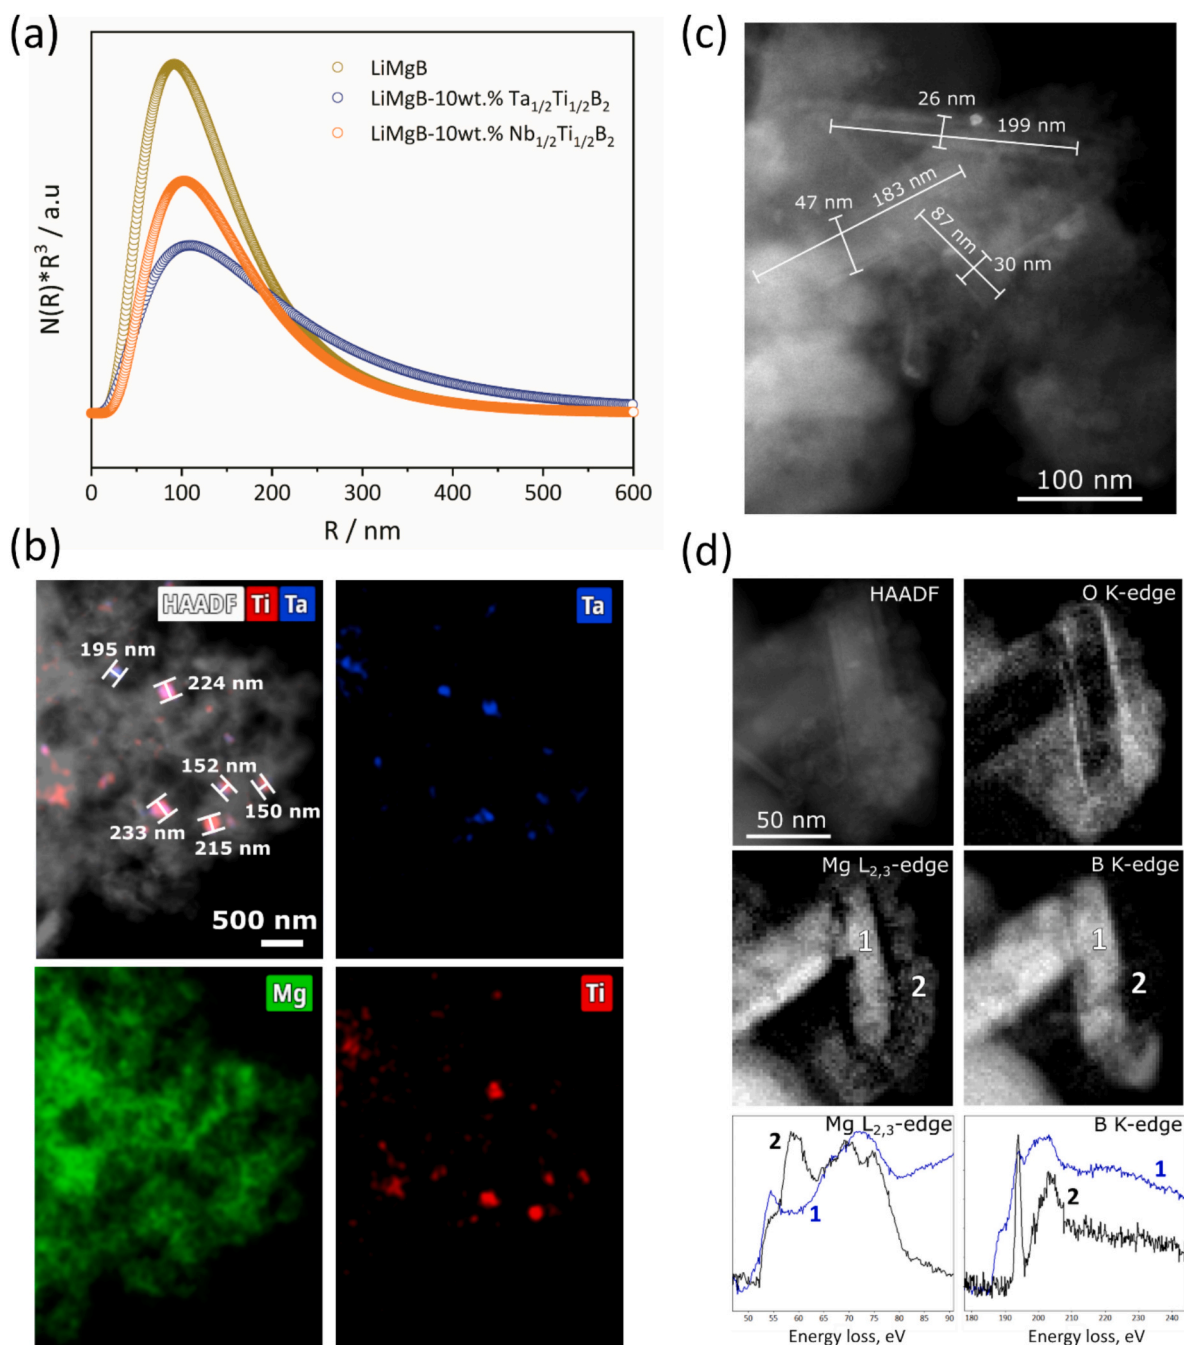 (a)
LiMgB
LiMgB-10wt.% Ta1/2Ti1/2B2
LiMgB-10wt.% Nb1/2Ti1/2B2
N(R)*R³ / a.u
0 100 200 300 400 500 600
R / nm
(b)
HAADF Ti Ta
195 nm
224 nm
152 nm
150 nm
233 nm
215 nm
500 nm
Ta
Mg
Ti
(c)
26 nm
199 nm
183 nm
47 nm
87 nm
30 nm
100 nm
(d)
HAADF
50 nm
O K-edge
Mg L2,3-edge
1
2
B K-edge
1
2
Mg L2,3-edge
2
1
50 55 60 65 70 75 80 85 90
Energy loss, eV
B K-edge
1
2
180 190 200 210 220 230 240
Energy loss, eV